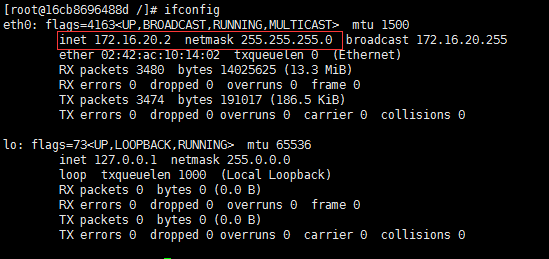 [root@16cb8696488d /]# ifconfig
eth0: flags=4163<UP,BROADCAST,RUNNING,MULTICAST>  mtu 1500
inet 172.16.20.2  netmask 255.255.255.0  broadcast 172.16.20.255
ether 02:42:ac:10:14:02  txqueuelen 0  (Ethernet)
RX packets 3480  bytes 14025625 (13.3 MiB)
RX errors 0  dropped 0  overruns 0  frame 0
TX packets 3474  bytes 191017 (186.5 KiB)
TX errors 0  dropped 0 overruns 0  carrier 0  collisions 0
lo: flags=73<UP,LOOPBACK,RUNNING>  mtu 65536
inet 127.0.0.1  netmask 255.0.0.0
loop  txqueuelen 1000  (Local Loopback)
RX packets 0  bytes 0 (0.0 B)
RX errors 0  dropped 0  overruns 0  frame 0
TX packets 0  bytes 0 (0.0 B)
TX errors 0  dropped 0 overruns 0  carrier 0  collisions 0